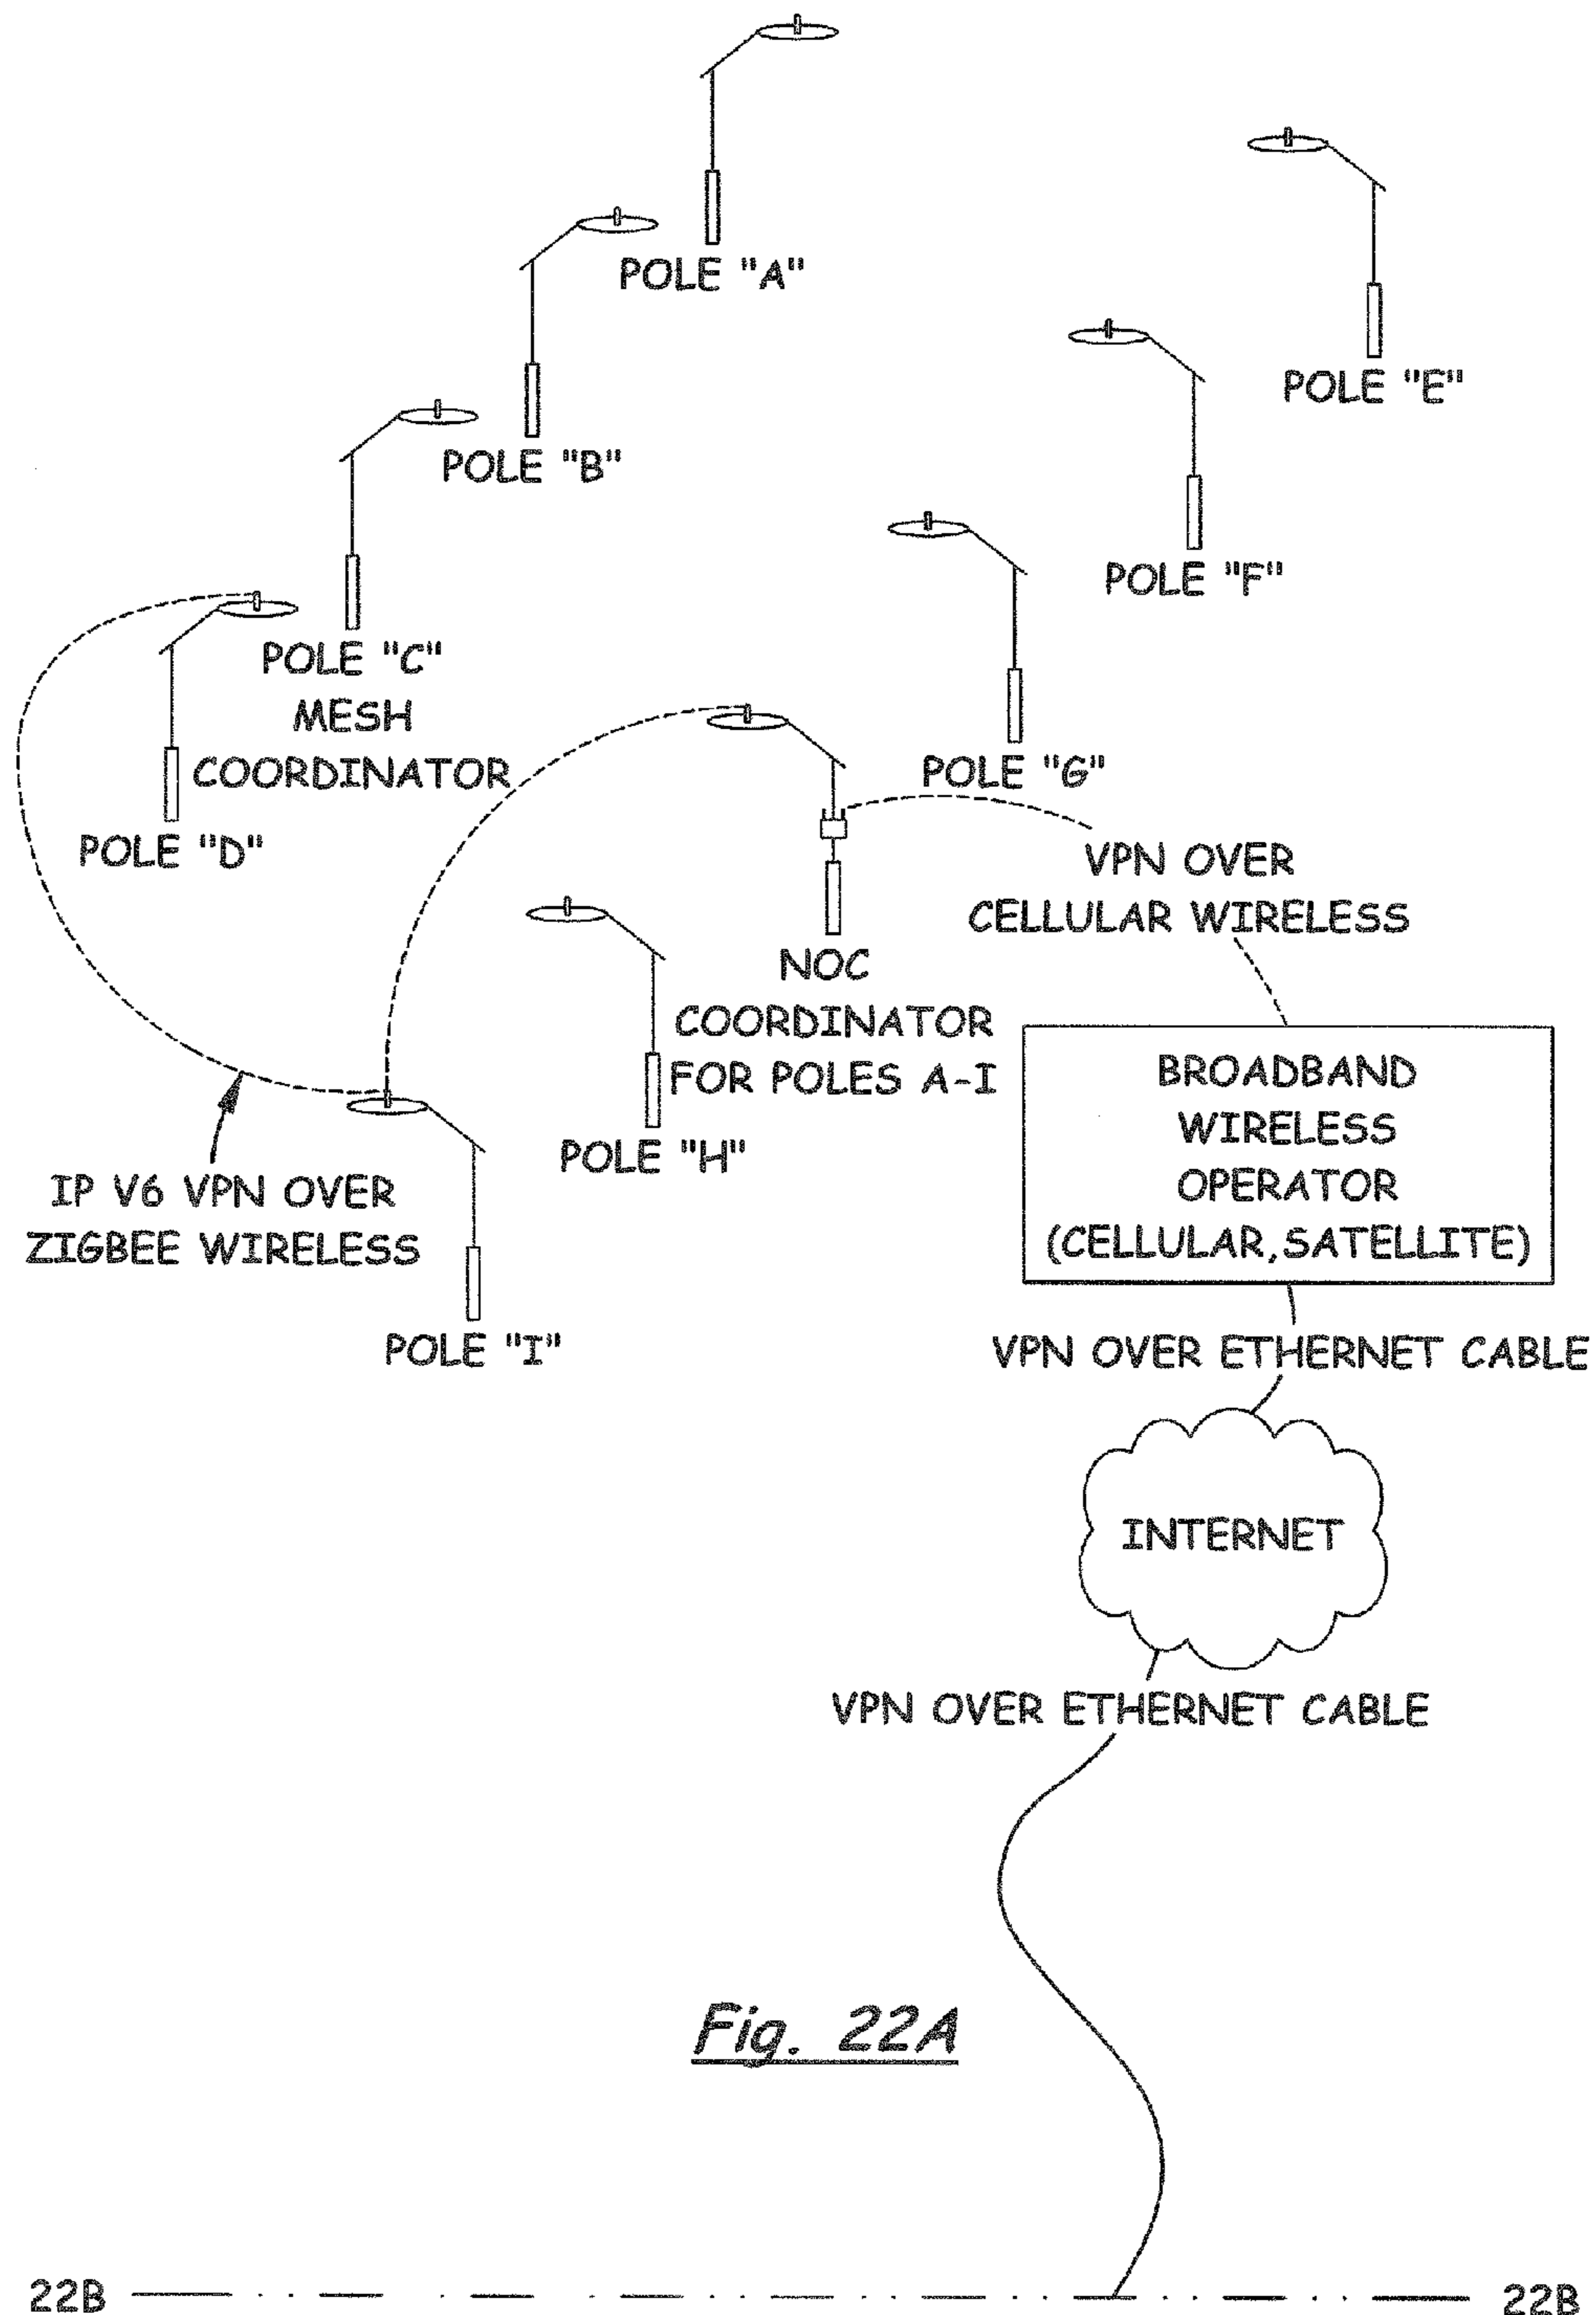 POLE "A"
POLE "E"
POLE "B"
POLE "F"
POLE "C"
MESH
COORDINATOR
POLE "G"
POLE "D"
VPN OVER
CELLULAR WIRELESS
NOC
COORDINATOR
FOR POLES A-I
BROADBAND
WIRELESS
OPERATOR
(CELLULAR,SATELLITE)
POLE "H"
IP V6 VPN OVER
ZIGBEE WIRELESS
POLE "I"
VPN OVER ETHERNET CABLE
INTERNET
VPN OVER ETHERNET CABLE
Fig. 22A
22B
22B